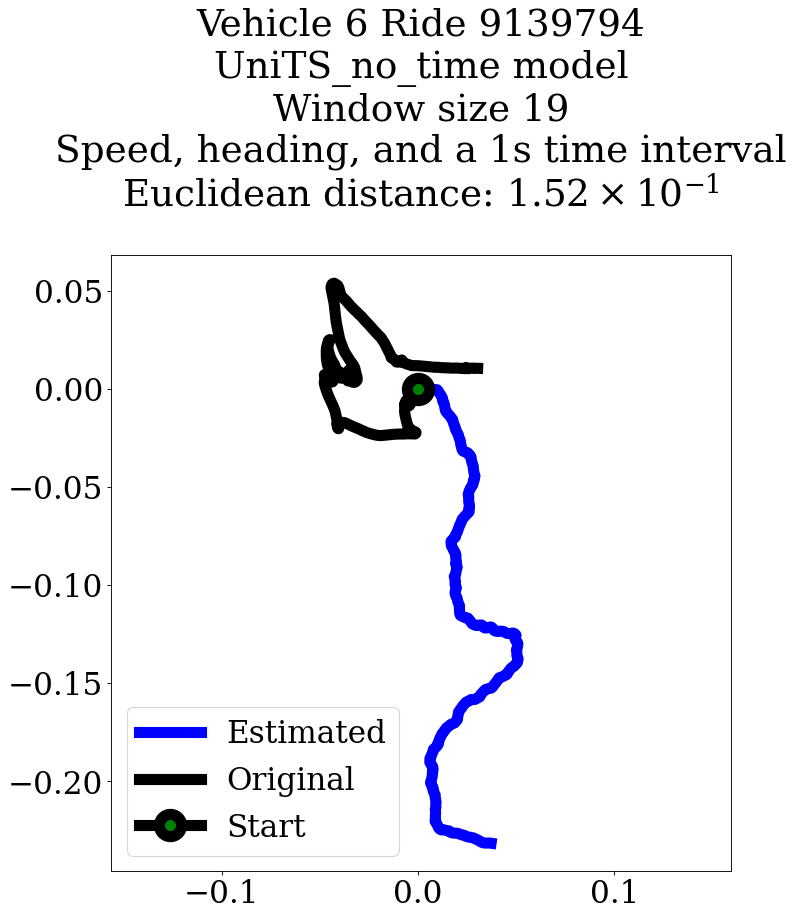 Vehicle 6 Ride 9139794
UniTS_no_time model
Window size 19
Speed, heading, and a 1s time interval
Euclidean distance: 1.52 × 10⁻¹
0.05
0.00
−0.05
−0.10
−0.15
−0.20
Estimated
Original
Start
−0.1
0.0
0.1